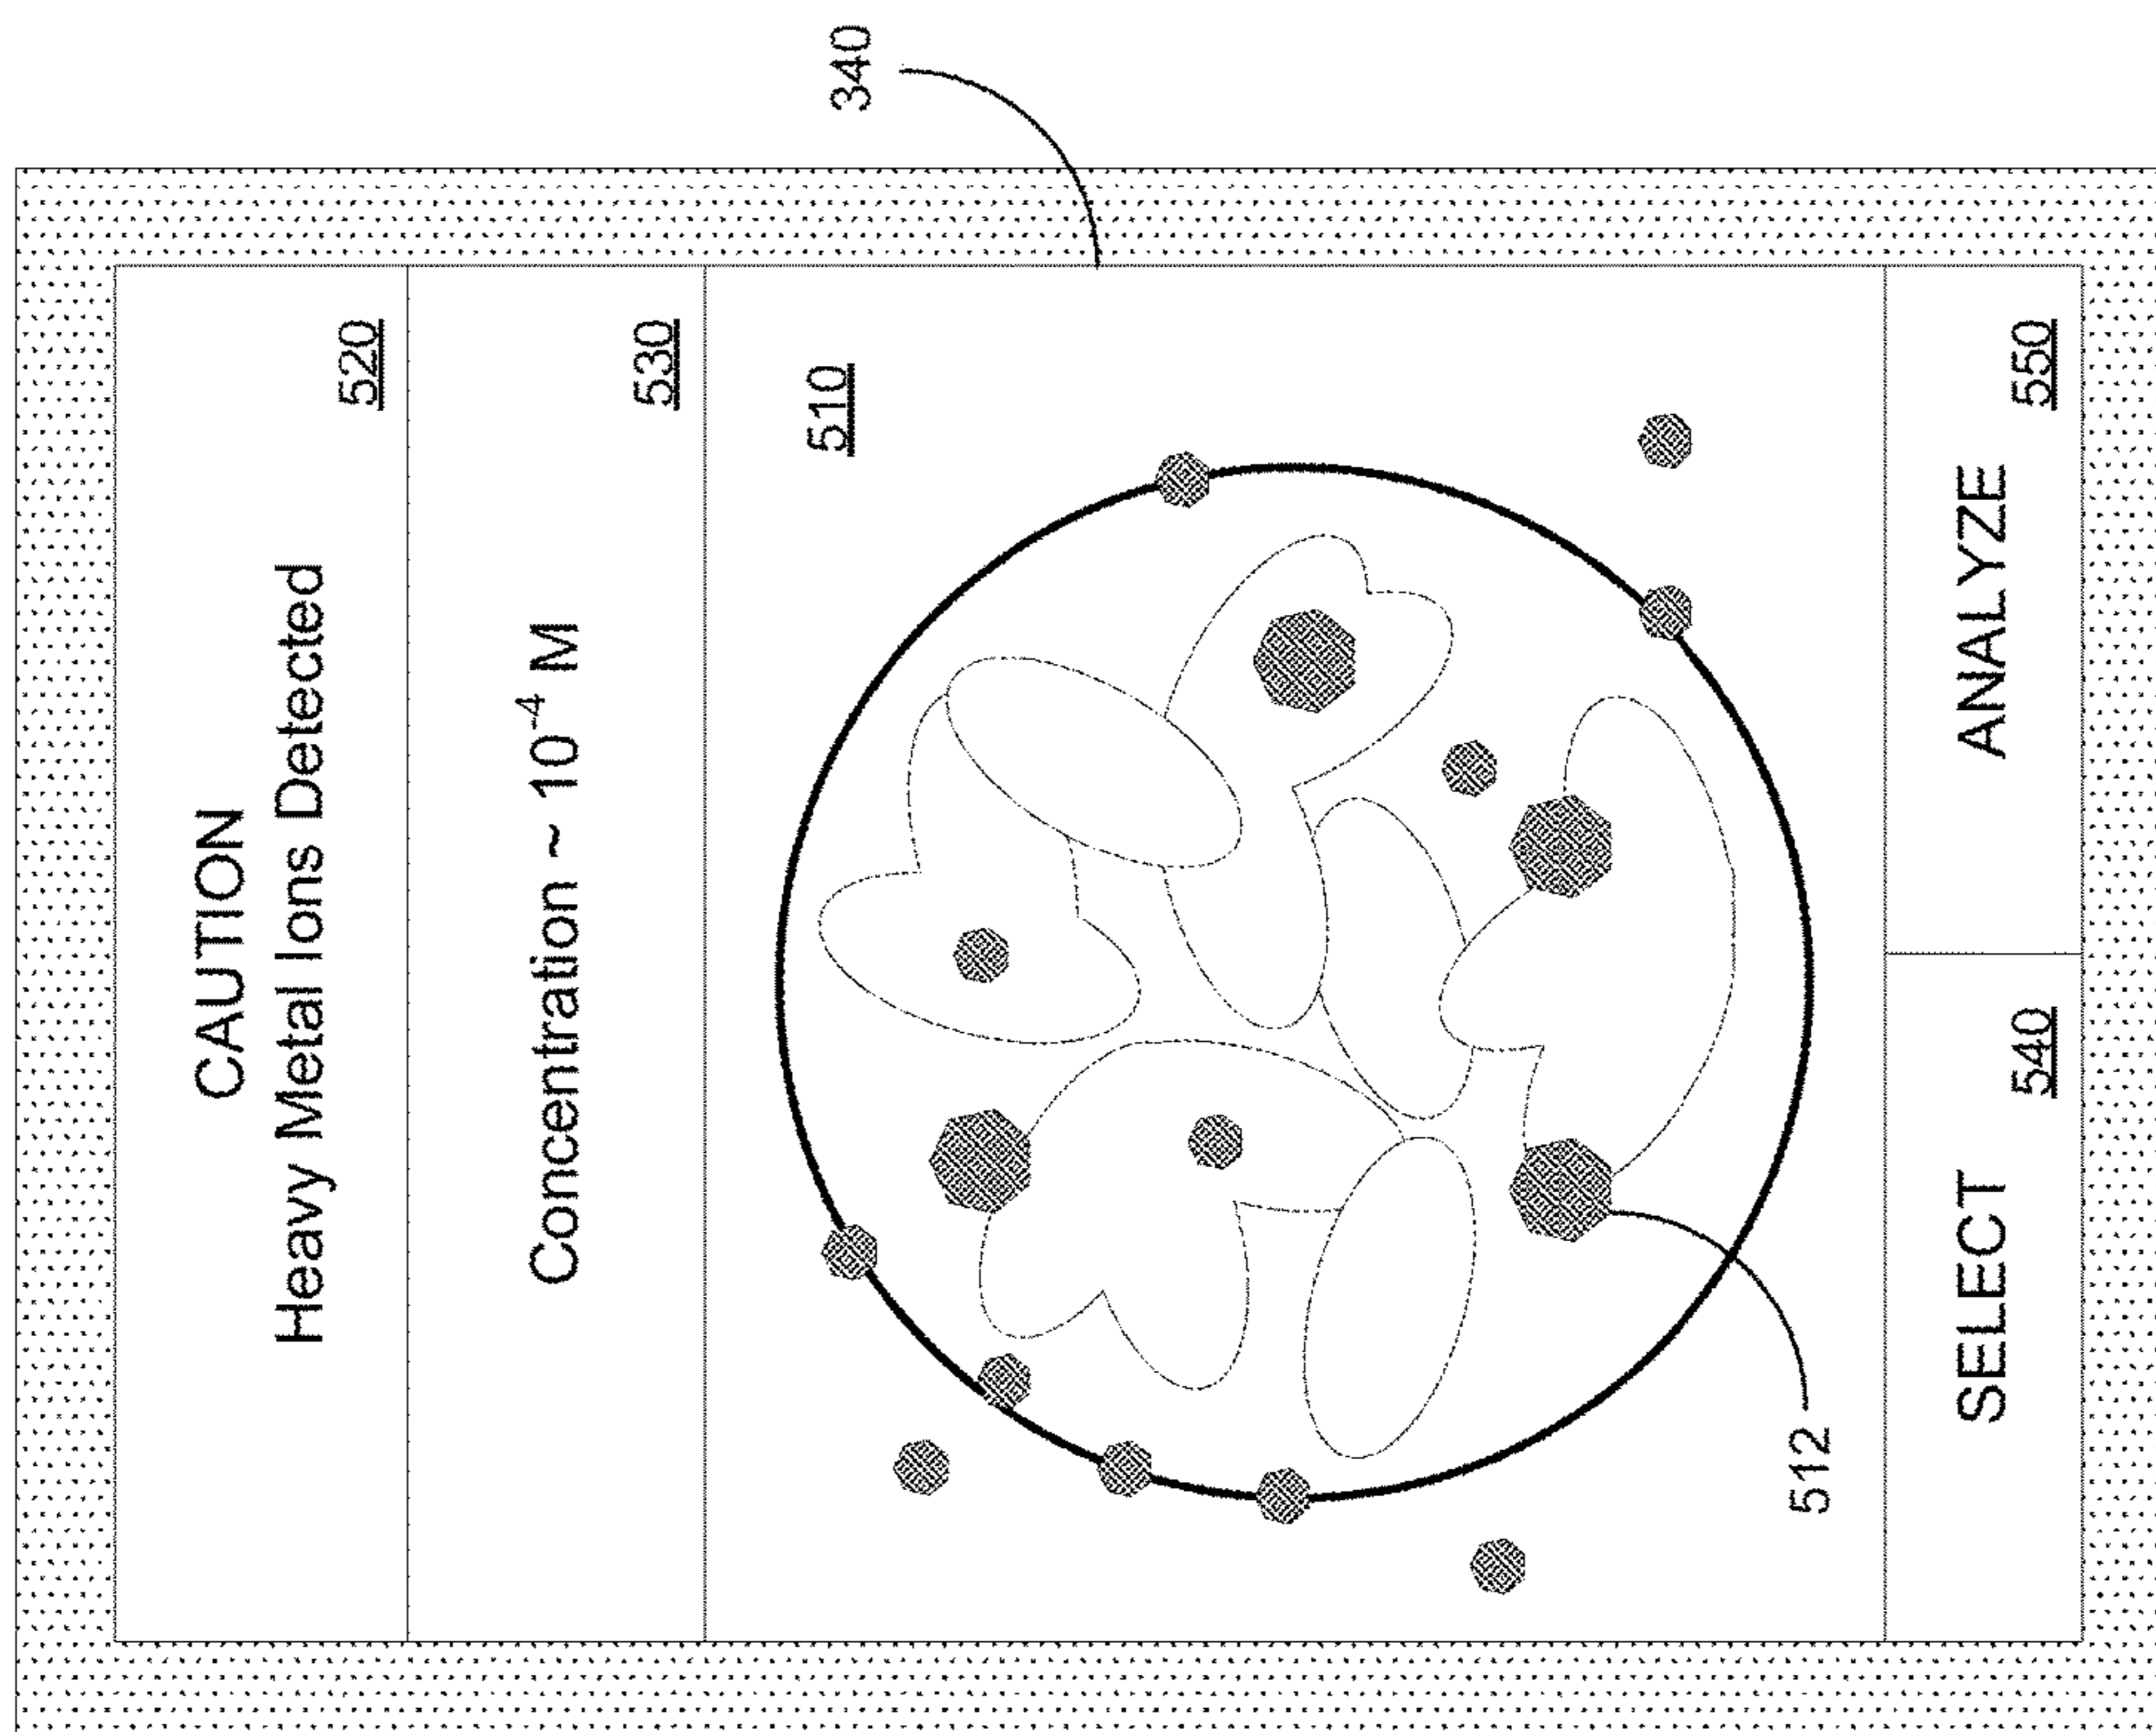 340
CAUTION
Heavy Metal Ions Detected
520
Concentration ~ 10⁻⁴ M
530
510
512
SELECT
540
ANALYZE
550